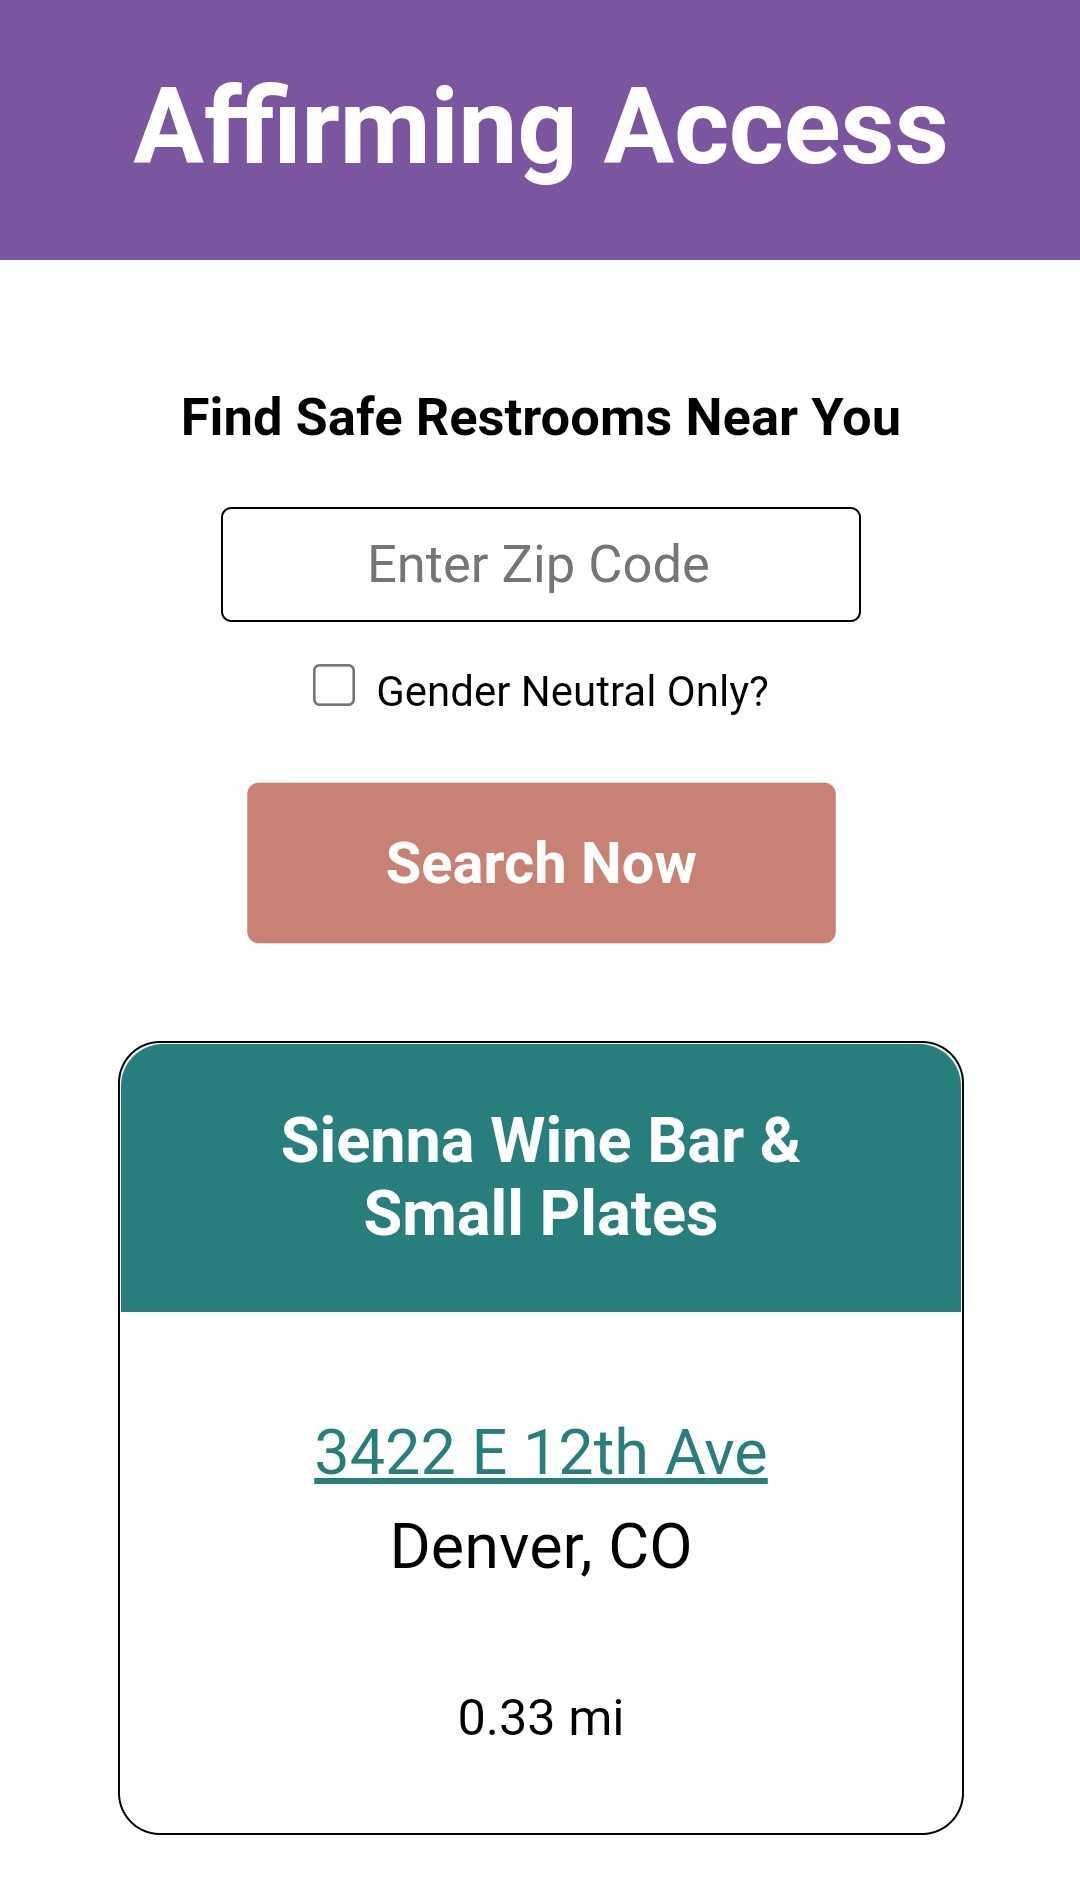 Affirming Access
Find Safe Restrooms Near You
Enter Zip Code
Gender Neutral Only?
Search Now
Sienna Wine Bar &
Small Plates
3422 E 12th Ave
Denver, CO
0.33 mi